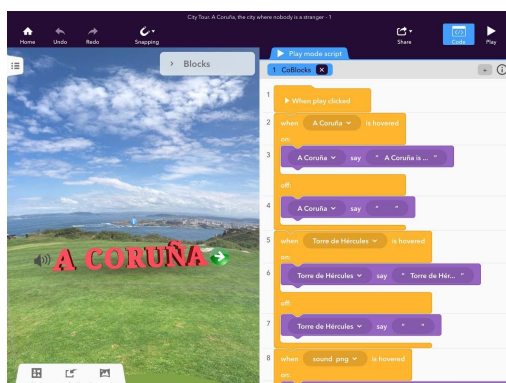 City Tour. A Coruña, the city where nobody is a stranger - 1
Home
Undo
Redo
Snapping
Share
Code
Play
Blocks
Play mode script
1 CoBlocks
1
When play clicked
2 when A Coruña is hovered
on:
3 A Coruña say " A Coruña is ... "
off:
4 A Coruña say " "
5 when Torre de Hércules is hovered
on:
6 Torre de Hércules say " Torre de Hér... "
off:
7 Torre de Hércules say " "
8 when sound png is hovered
on:
A CORUÑA